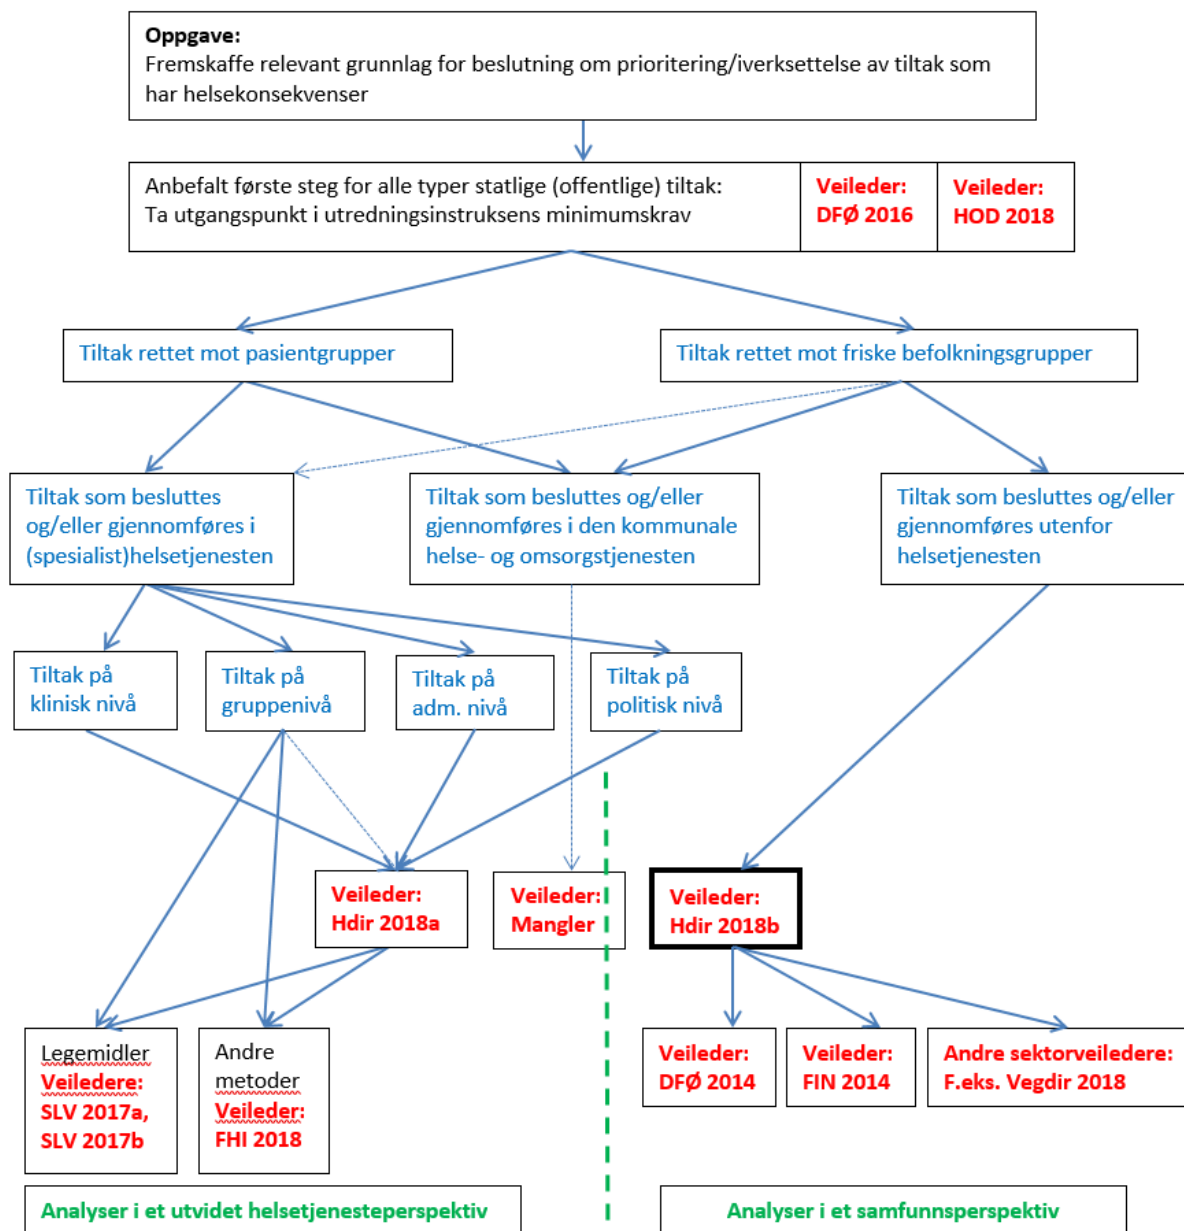 Oppgave:
Fremskaffe relevant grunnlag for beslutning om prioritering/iverksettelse av tiltak som
har helsekonsekvenser
Anbefalt første steg for alle typer statlige (offentlige) tiltak:
Ta utgangspunkt i utredningsinstruksens minimumskrav
Veileder:
DFØ 2016
Veileder:
HOD 2018
Tiltak rettet mot pasientgrupper
Tiltak rettet mot friske befolkningsgrupper
Tiltak som besluttes
og/eller gjennomføres i
(spesialist)helsetjenesten
Tiltak som besluttes og/eller
gjennomføres i den kommunale
helse- og omsorgstjenesten
Tiltak som besluttes og/eller
gjennomføres utenfor
helsetjenesten
Tiltak på
klinisk nivå
Tiltak på
gruppenivå
Tiltak på
adm. nivå
Tiltak på
politisk nivå
Veileder:
Hdir 2018a
Veileder:
Mangler
Veileder:
Hdir 2018b
Legemidler
Veiledere:
SLV 2017a,
SLV 2017b
Andre
metoder
Veileder:
FHI 2018
Veileder:
DFØ 2014
Veileder:
FIN 2014
Andre sektorveiledere:
F.eks. Vegdir 2018
Analyser i et utvidet helsetjenesteperspektiv
Analyser i et samfunnsperspektiv